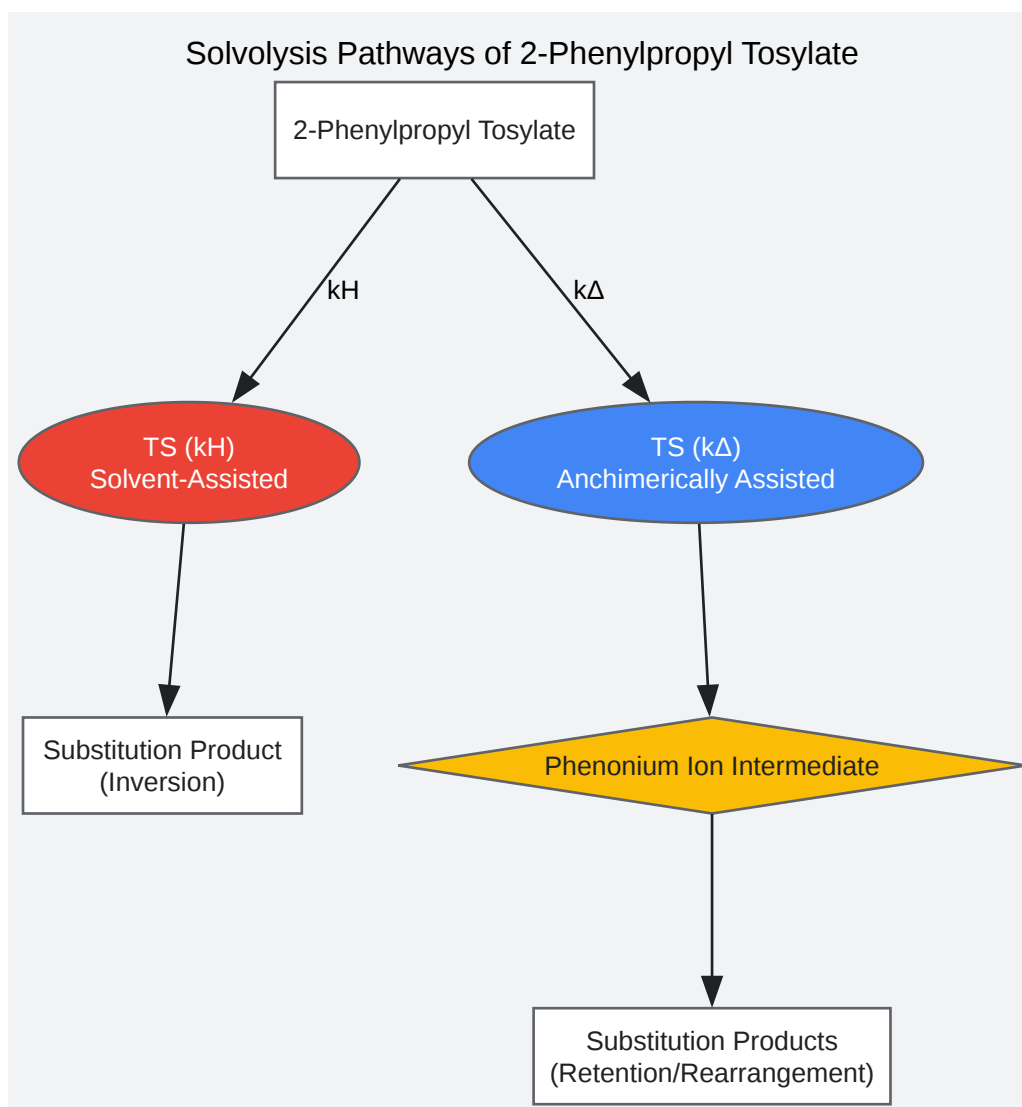 Solvolysis Pathways of 2-Phenylpropyl Tosylate
2-Phenylpropyl Tosylate
kH
kΔ
TS (kH)
Solvent-Assisted
TS (kΔ)
Anchimerically Assisted
Substitution Product
(Inversion)
Phenonium Ion Intermediate
Substitution Products
(Retention/Rearrangement)